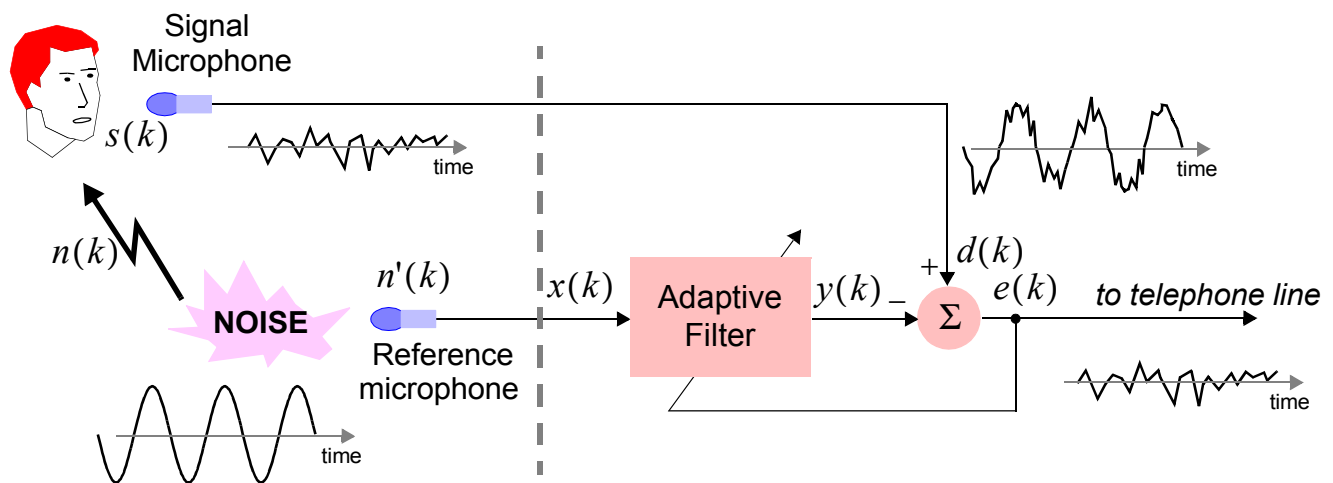 Signal
Microphone
s(k)
time
time
n(k)
NOISE
n'(k)
Reference
microphone
time
x(k)
Adaptive
Filter
y(k)
–
+
d(k)
Σ
e(k)
to telephone line
time